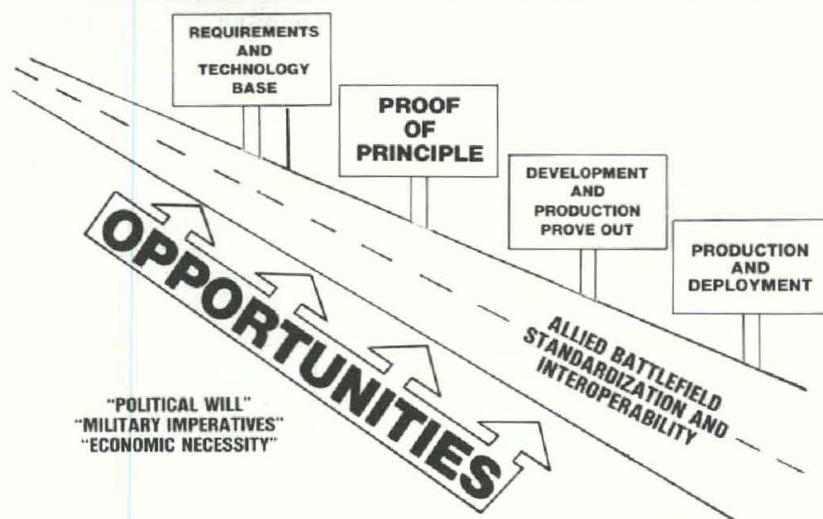 REQUIREMENTS
AND
TECHNOLOGY
BASE
PROOF
OF
PRINCIPLE
DEVELOPMENT
AND
PRODUCTION
PROVE OUT
PRODUCTION
AND
DEPLOYMENT
OPPORTUNITIES
ALLIED BATTLEFIELD
STANDARDIZATION AND
INTEROPERABILITY
"POLITICAL WILL"
"MILITARY IMPERATIVES"
"ECONOMIC NECESSITY"